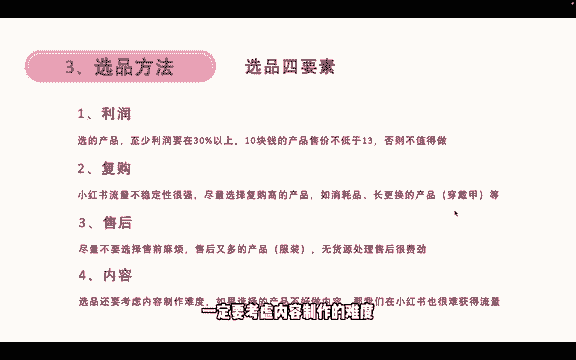 3、选品方法
选品四要素
1、利润
选的产品，至少利润要在30%以上。10块钱的产品售价不低于13，否则不值得做
2、复购
小红书流量不稳定性很强，尽量选择复购高的产品，如消耗品、长更换的产品（穿戴甲）等
3、售后
尽量不要选择售前麻烦，售后又多的产品（服装），无货源处理售后很费劲
4、内容
选品还要考虑内容制作难度，如果选择的产品不好做内容，那我们在小红书也很难获得流量
一定要考虑内容制作的难度